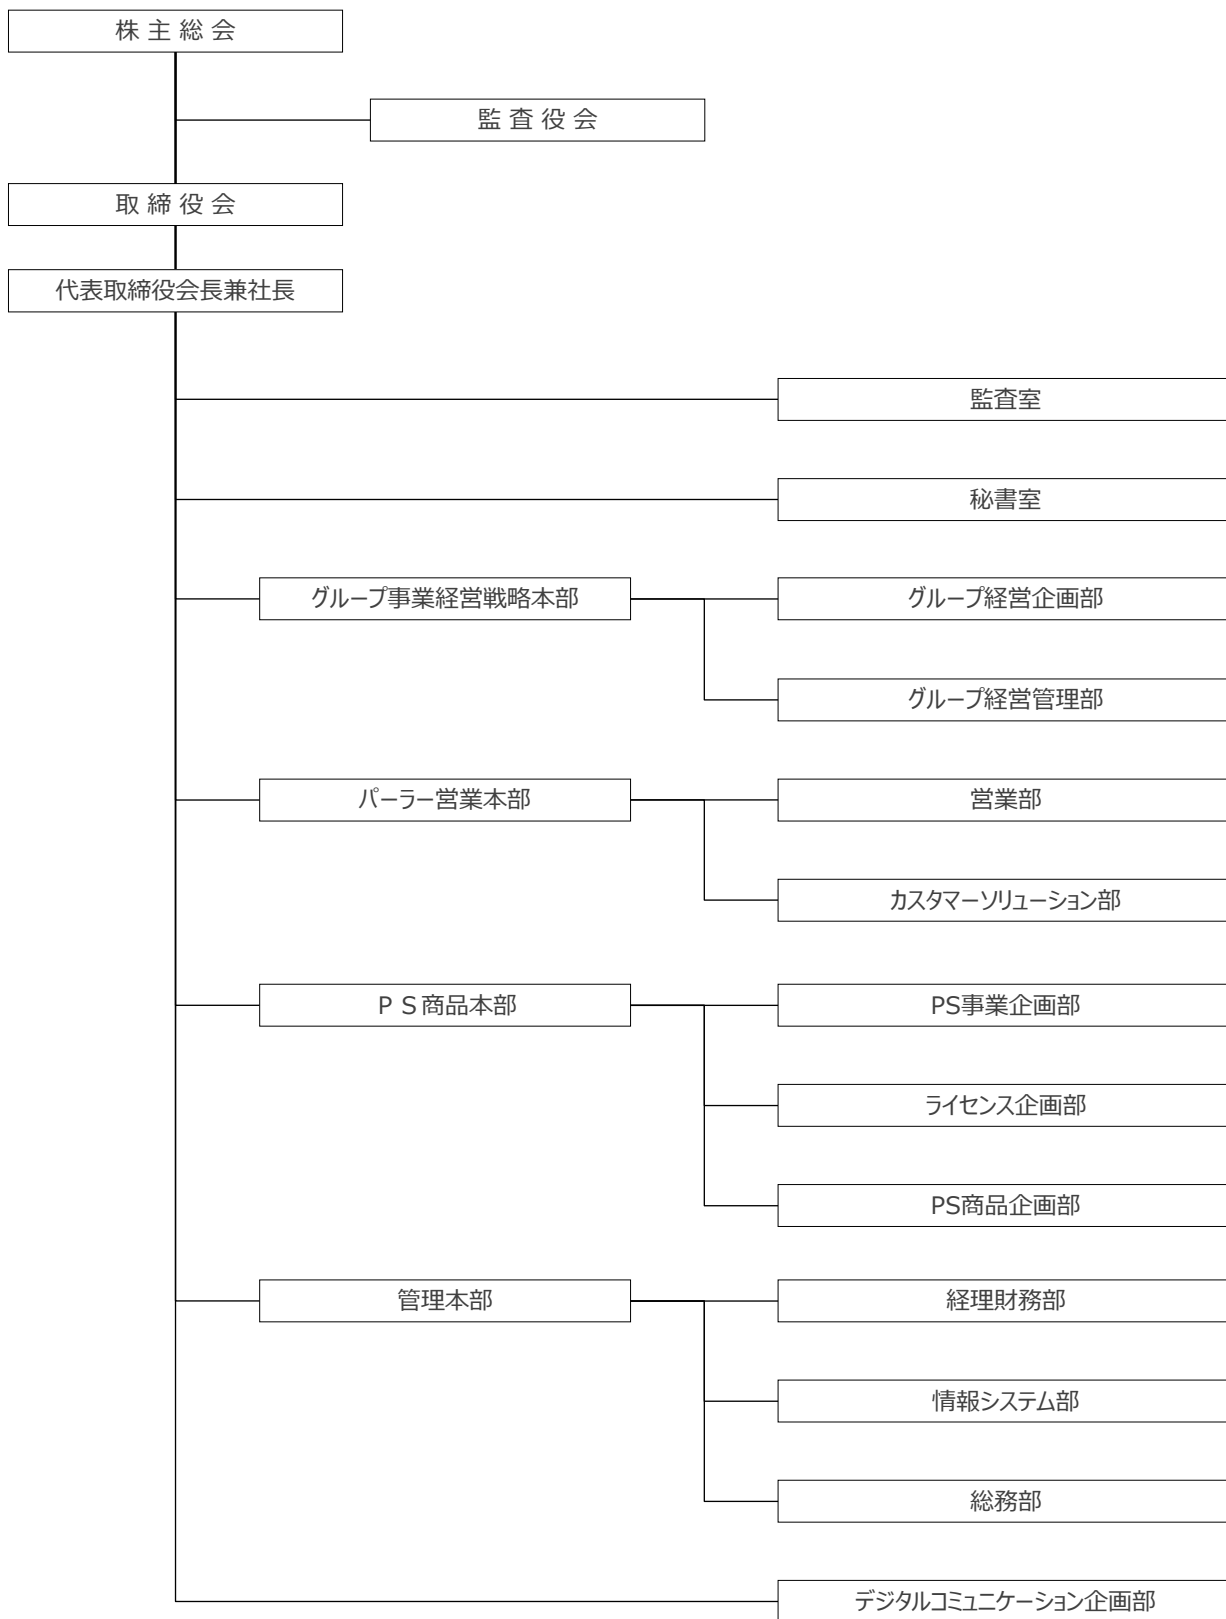 株 主 総 会
監 査 役 会
取 締 役 会
代表取締役会長兼社長
監査室
秘書室
グループ事業経営戦略本部
グループ経営企画部
グループ経営管理部
パーラー営業本部
営業部
カスタマーソリューション部
ＰＳ商品本部
PS事業企画部
ライセンス企画部
PS商品企画部
管理本部
経理財務部
情報システム部
総務部
デジタルコミュニケーション企画部